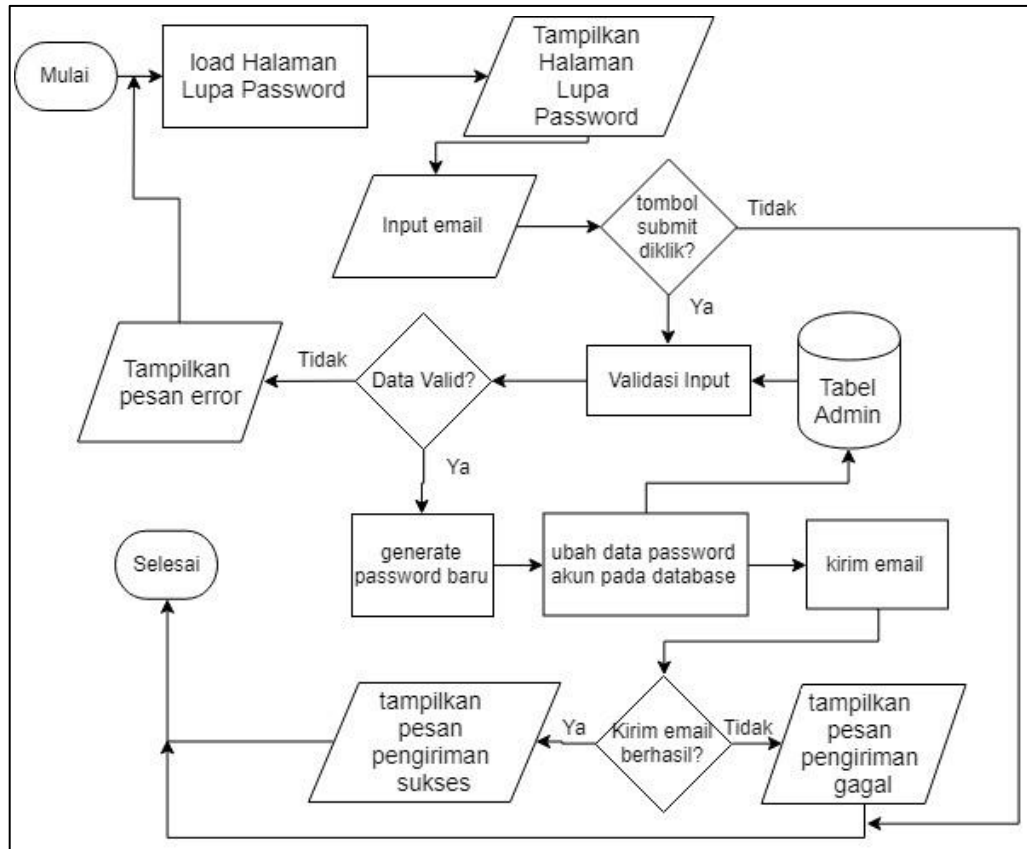 Mulai
load Halaman
Lupa Password
Tampilkan
Halaman
Lupa
Password
Input email
tombol
submit
diklik?
Tidak
Ya
Tampilkan
pesan error
Tidak
Data Valid?
Validasi Input
Tabel
Admin
Ya
Selesai
generate
password baru
ubah data password
akun pada database
kirim email
tampilkan
pesan
pengiriman
sukses
Ya
Kirim email
berhasil?
Tidak
tampilkan
pesan
pengiriman
gagal